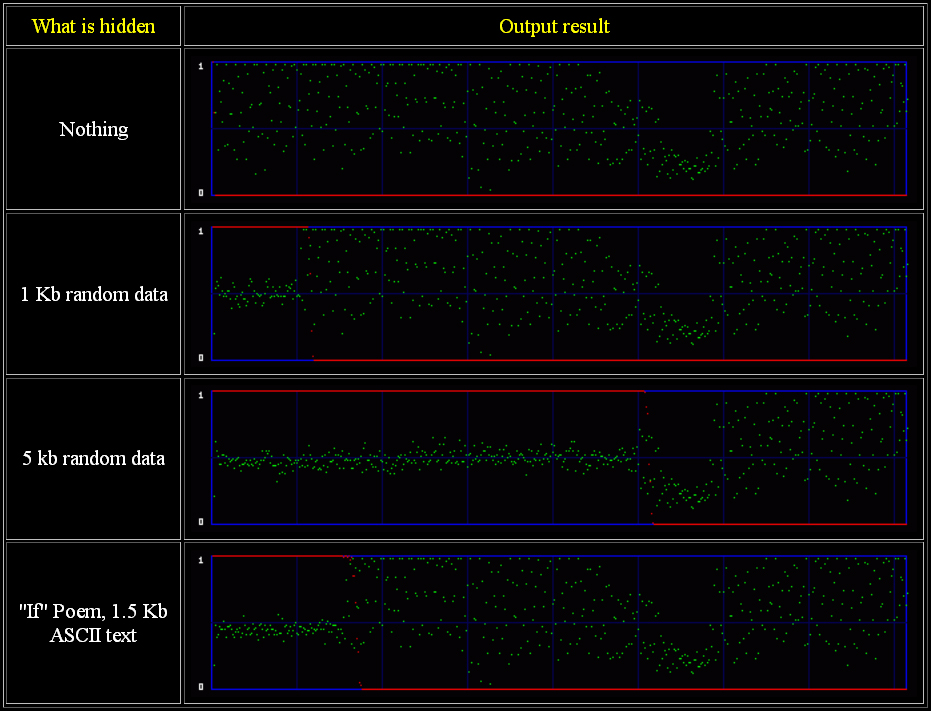 What is hidden
Output result
Nothing
1
0
1 Kb random data
1
0
5 kb random data
1
0
"If" Poem, 1.5 Kb
ASCII text
1
0